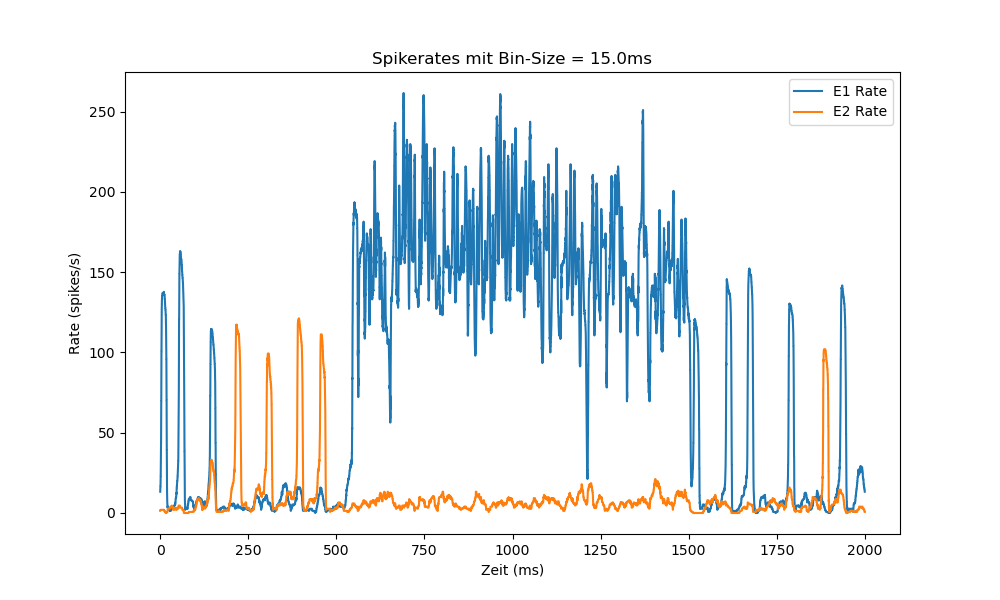 Spikerates mit Bin-Size = 15.0ms
E1 Rate
E2 Rate
250
200
150
100
50
0
Rate (spikes/s)
0 250 500 750 1000 1250 1500 1750 2000
Zeit (ms)